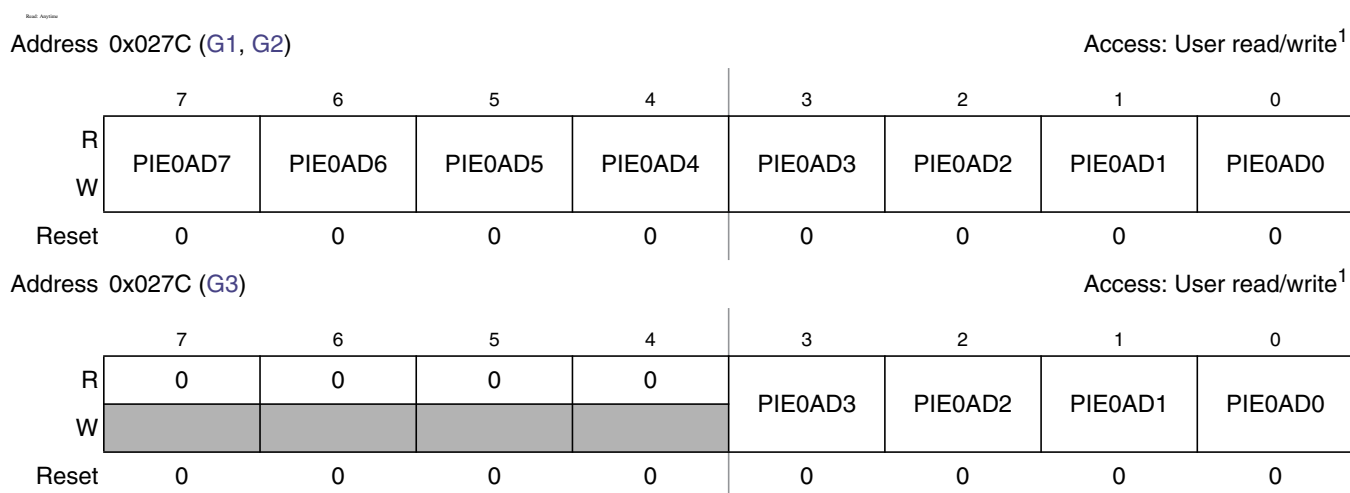 Read: Anytime
Address 0x027C (G1, G2) Access: User read/write1
7 6 5 4 3 2 1 0
R
PIE0AD7 PIE0AD6 PIE0AD5 PIE0AD4 PIE0AD3 PIE0AD2 PIE0AD1 PIE0AD0
W
Reset 0 0 0 0 0 0 0 0
Address 0x027C (G3) Access: User read/write1
7 6 5 4 3 2 1 0
R 0 0 0 0
PIE0AD3 PIE0AD2 PIE0AD1 PIE0AD0
W
Reset 0 0 0 0 0 0 0 0